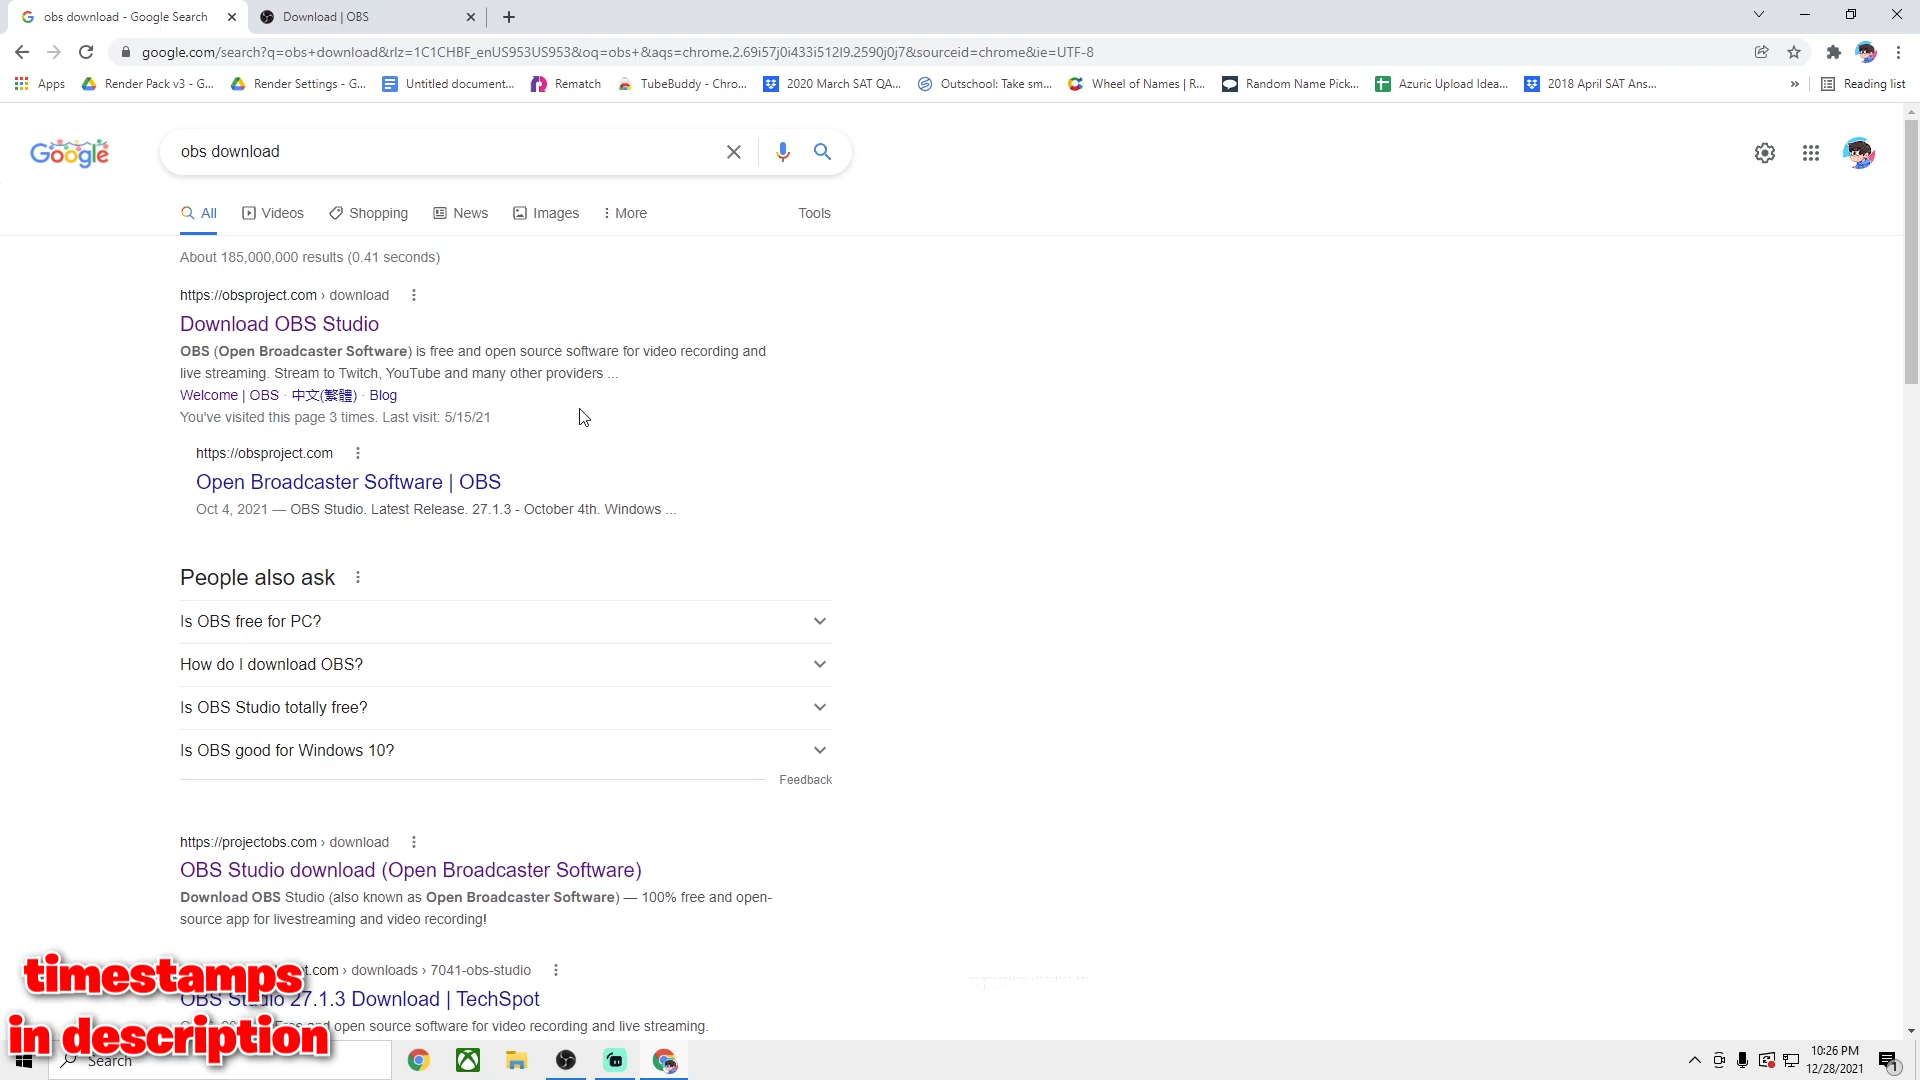 obs download - Google Search
Download | OBS
google.com/search?q=obs+download&rlz=1C1CHBF_enUS953US953&oq=obs+&aqs=chrome.2.69i57j0i433i512l9.2590j0j7&sourceid=chrome&ie=UTF-8
Apps Render Pack v3 - G... Render Settings - G... Untitled document... Rematch TubeBuddy - Chro... 2020 March SAT QA... Outschool: Take sm... Wheel of Names | R... Random Name Pick... Azuric Upload Idea... 2018 April SAT Ans... » Reading list
Google
obs download
All Videos Shopping News Images More Tools
About 185,000,000 results (0.41 seconds)
https://obsproject.com › download
Download OBS Studio
OBS (Open Broadcaster Software) is free and open source software for video recording and
live streaming. Stream to Twitch, YouTube and many other providers ...
Welcome | OBS · 中文(繁體) · Blog
You've visited this page 3 times. Last visit: 5/15/21
https://obsproject.com
Open Broadcaster Software | OBS
Oct 4, 2021 — OBS Studio. Latest Release. 27.1.3 - October 4th. Windows ...
People also ask
Is OBS free for PC?
How do I download OBS?
Is OBS Studio totally free?
Is OBS good for Windows 10?
Feedback
https://projectobs.com › download
OBS Studio download (Open Broadcaster Software)
Download OBS Studio (also known as Open Broadcaster Software) — 100% free and open-
source app for livestreaming and video recording!
.com › downloads › 7041-obs-studio
OBS Studio 27.1.3 Download | TechSpot
and open source software for video recording and live streaming.
timestamps
in description
Search
10:26 PM
12/28/2021
1